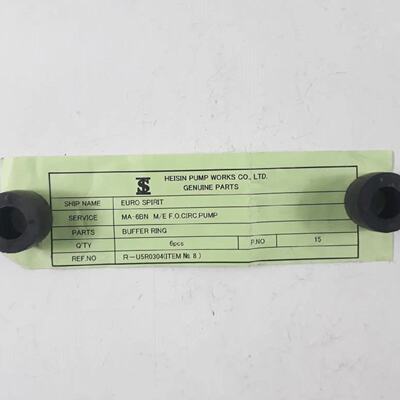 HEISIN PUMP WORKS CO., LTD.
GENUINE PARTS
SHIP NAME EURO SPIRIT
SERVICE MA-6BN M/E F.O.CIRC.PUMP
PARTS BUFFER RING
Q'TY 6pcs P.NO 15
REF.NO R-U5R0304(ITEM № 8)